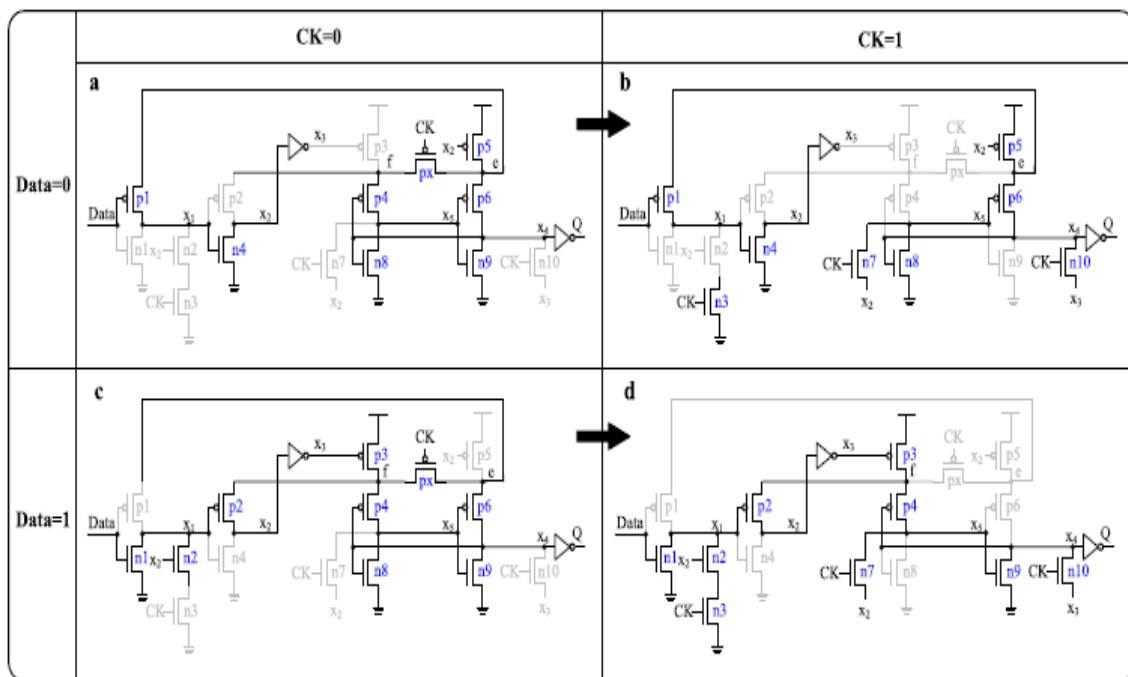 CK=0
CK=1
Data=0
a
x3 p3 CK x2 p5
f px e
Data p1 x1 p2 x2 p4 x5 p6 x4 Q
n1 x2 n2 n4 CK n7 n8 n9 CK n10
CK n3 x2 x3
b
x3 p3 CK x2 p5
f px e
Data p1 x1 p2 x2 p4 x5 p6 x4 Q
n1 x2 n2 n4 CK n7 n8 n9 CK n10
CK n3 x2 x3
Data=1
c
x3 p3 CK x2 p5
f px e
Data p1 x1 p2 x2 p4 x5 p6 x4 Q
n1 x2 n2 n4 CK n7 n8 n9 CK n10
CK n3 x2 x3
d
x3 p3 CK x2 p5
f px e
Data p1 x1 p2 x2 p4 x5 p6 x4 Q
n1 x2 n2 n4 CK n7 n8 n9 CK n10
CK n3 x2 x3